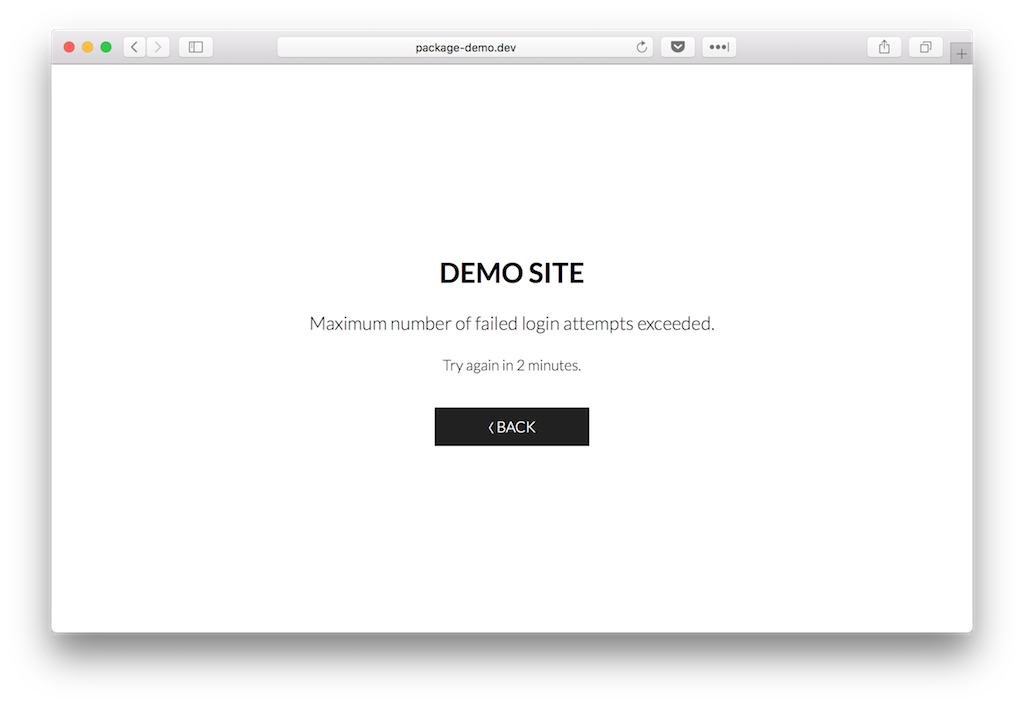 package-demo.dev
DEMO SITE
Maximum number of failed login attempts exceeded.
Try again in 2 minutes.
〈 BACK